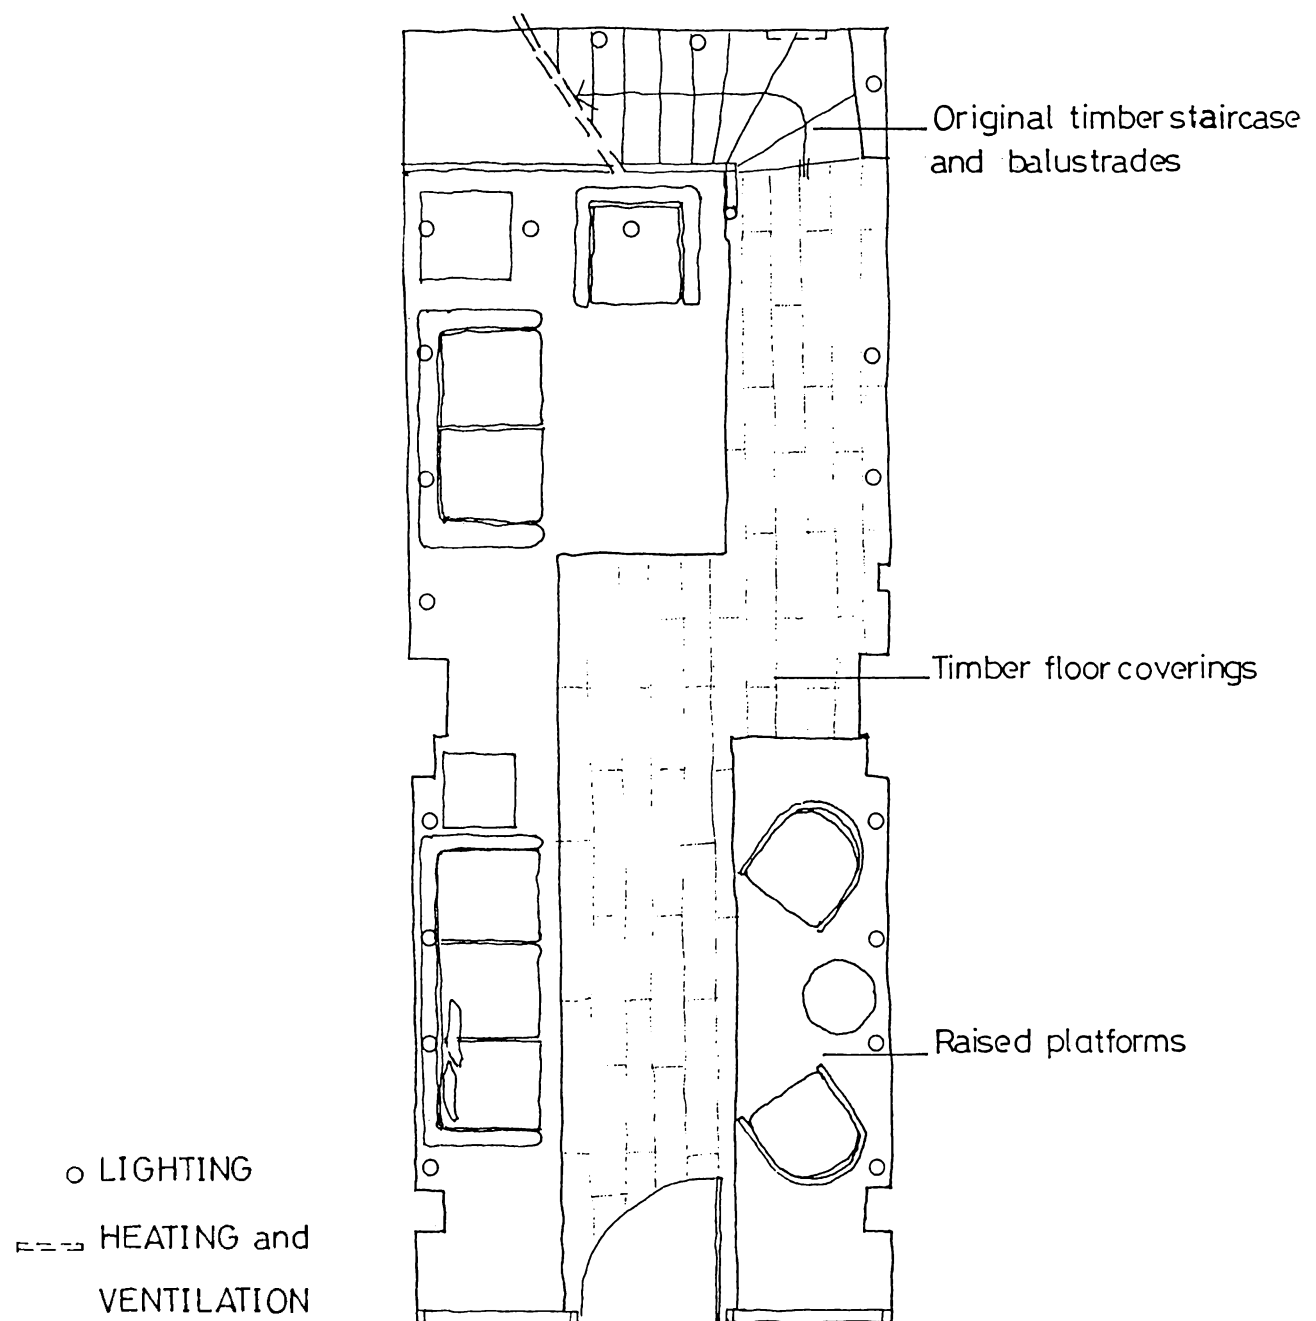 Original timber staircase
and balustrades
Timber floor coverings
Raised platforms
LIGHTING
HEATING and
VENTILATION